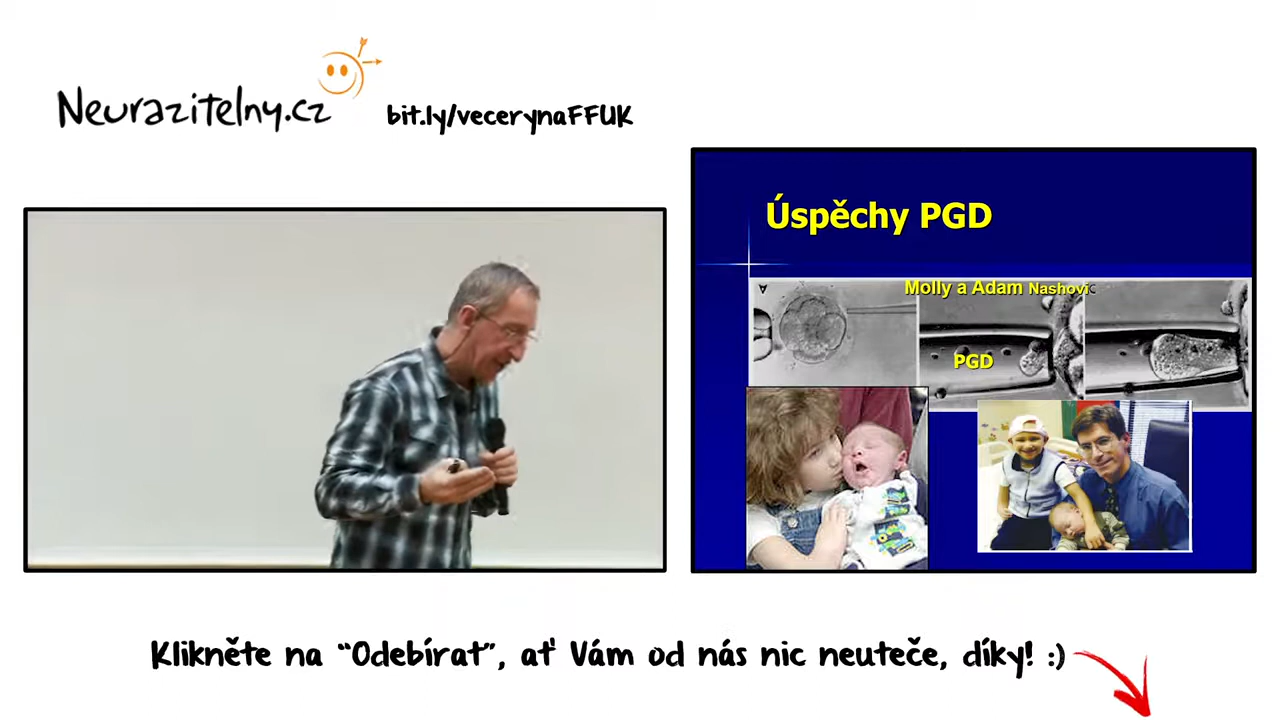 Neurazitelny.cz
bit.ly/vecerynaFFUK
Úspěchy PGD
Molly a Adam Nashovi
PGD
Klikněte na “Odebírat”, ať Vám od nás nic neuteče, díky! :)